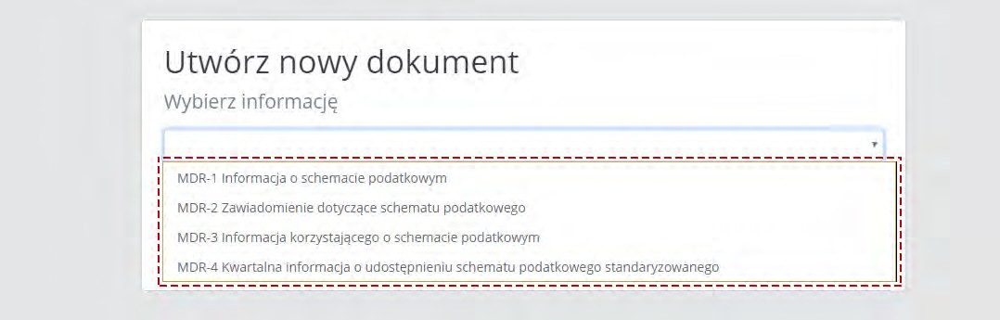 Utwórz nowy dokument
Wybierz informację
MDR-1 Informacja o schemacie podatkowym
MDR-2 Zawiadomienie dotyczące schematu podatkowego
MDR-3 Informacja korzystającego o schemacie podatkowym
MDR-4 Kwartalna informacja o udostępnieniu schematu podatkowego standaryzowanego